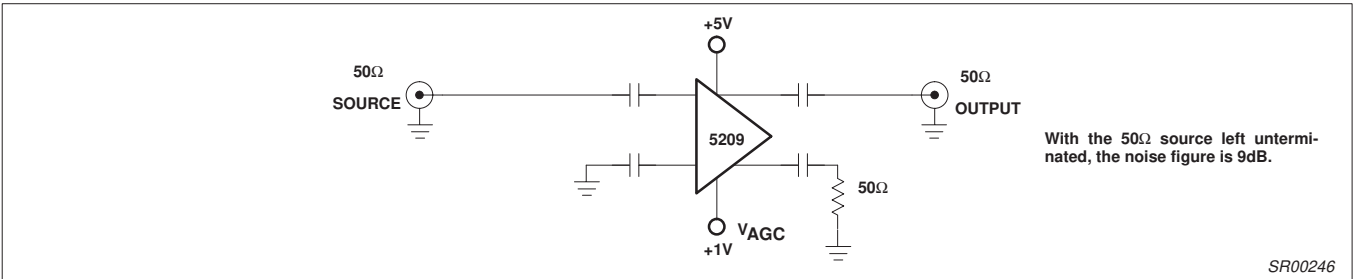 +5V
50Ω
SOURCE
50Ω
OUTPUT
5209
With the 50Ω source left untermi-
nated, the noise figure is 9dB.
50Ω
VAGC
+1V
SR00246